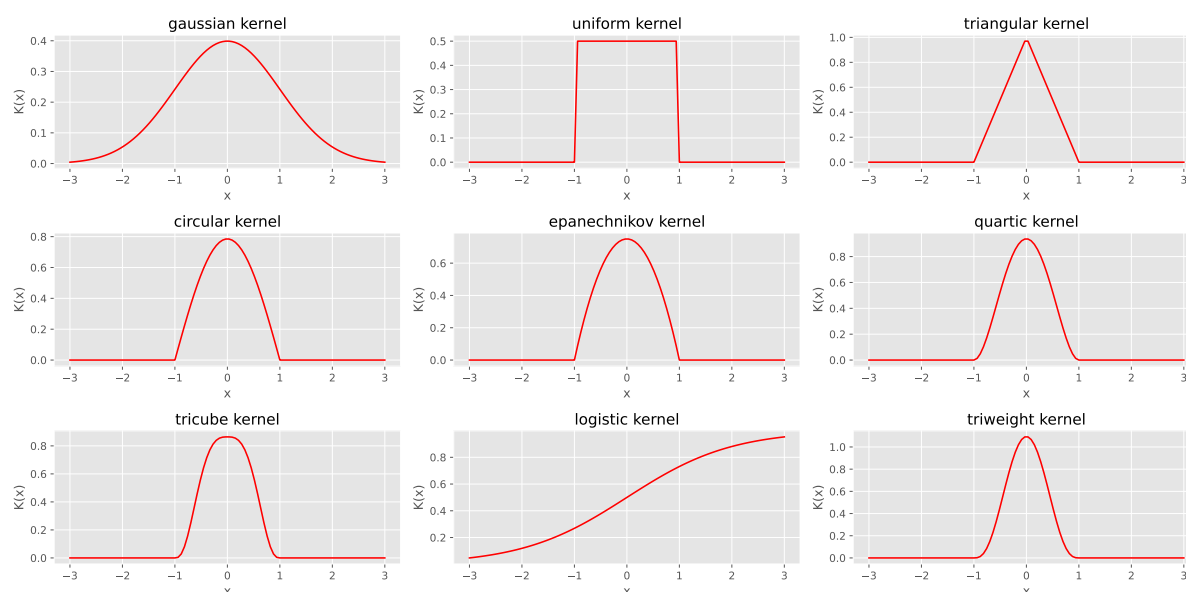 gaussian kernel
K(x)
0.4
0.3
0.2
0.1
0.0
−3 −2 −1 0 1 2 3
x
uniform kernel
K(x)
0.5
0.4
0.3
0.2
0.1
0.0
−3 −2 −1 0 1 2 3
x
triangular kernel
K(x)
1.0
0.8
0.6
0.4
0.2
0.0
−3 −2 −1 0 1 2 3
x
circular kernel
K(x)
0.8
0.6
0.4
0.2
0.0
−3 −2 −1 0 1 2 3
x
epanechnikov kernel
K(x)
0.6
0.4
0.2
0.0
−3 −2 −1 0 1 2 3
x
quartic kernel
K(x)
0.8
0.6
0.4
0.2
0.0
−3 −2 −1 0 1 2 3
x
tricube kernel
K(x)
0.8
0.6
0.4
0.2
0.0
−3 −2 −1 0 1 2 3
x
logistic kernel
K(x)
0.8
0.6
0.4
0.2
−3 −2 −1 0 1 2 3
x
triweight kernel
K(x)
1.0
0.8
0.6
0.4
0.2
0.0
−3 −2 −1 0 1 2 3
x